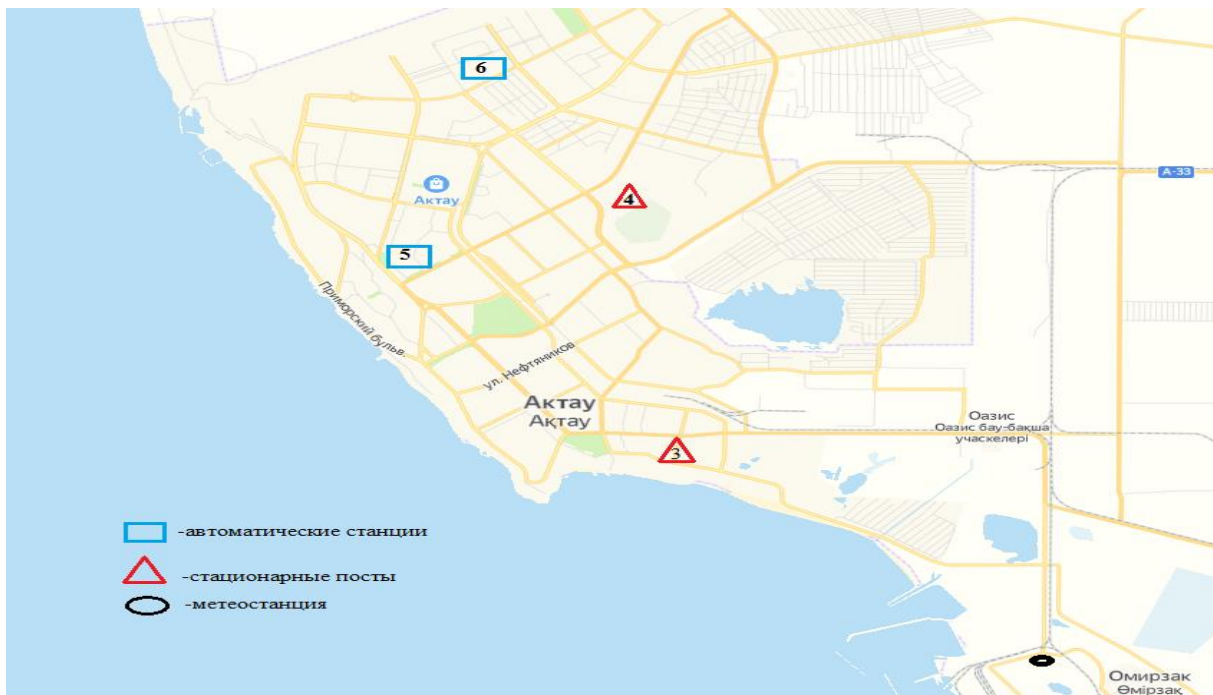 6
А-33
4
Актау
5
Приморский бульв.
ул. Нефтяников
Актау
Ақтау
Оазис
Оазис бау-бақша
учаскелері
3
-автоматические станции
-стационарные посты
-метеостанция
Омирзак
Өмірзақ